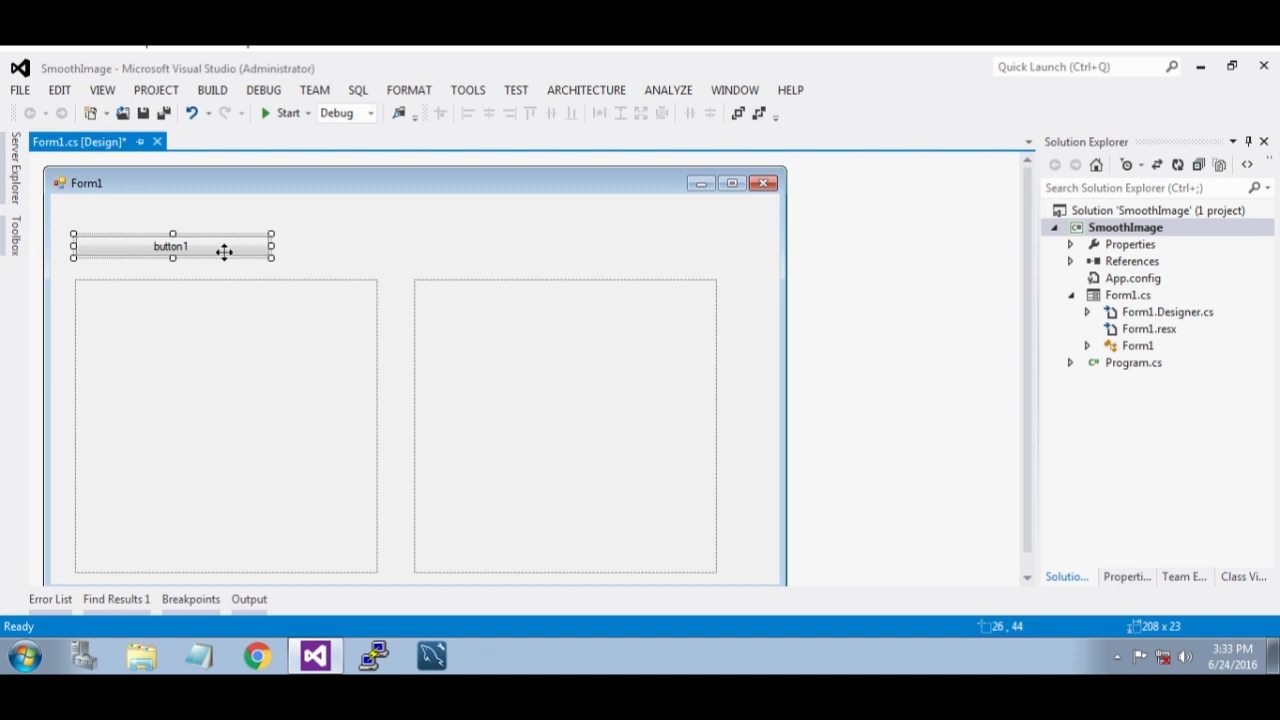 SmoothImage - Microsoft Visual Studio (Administrator)
Quick Launch (Ctrl+Q)
FILE EDIT VIEW PROJECT BUILD DEBUG TEAM SQL FORMAT TOOLS TEST ARCHITECTURE ANALYZE WINDOW HELP
Start Debug
Form1.cs [Design]*
Server Explorer
Toolbox
Form1
button1
Solution Explorer
Search Solution Explorer (Ctrl+;)
Solution 'SmoothImage' (1 project)
SmoothImage
Properties
References
App.config
Form1.cs
Form1.Designer.cs
Form1.resx
Form1
Program.cs
Solutio... Properti... Team E... Class Vi...
Error List Find Results 1 Breakpoints Output
Ready
26 , 44
208 x 23
3:33 PM
6/24/2016